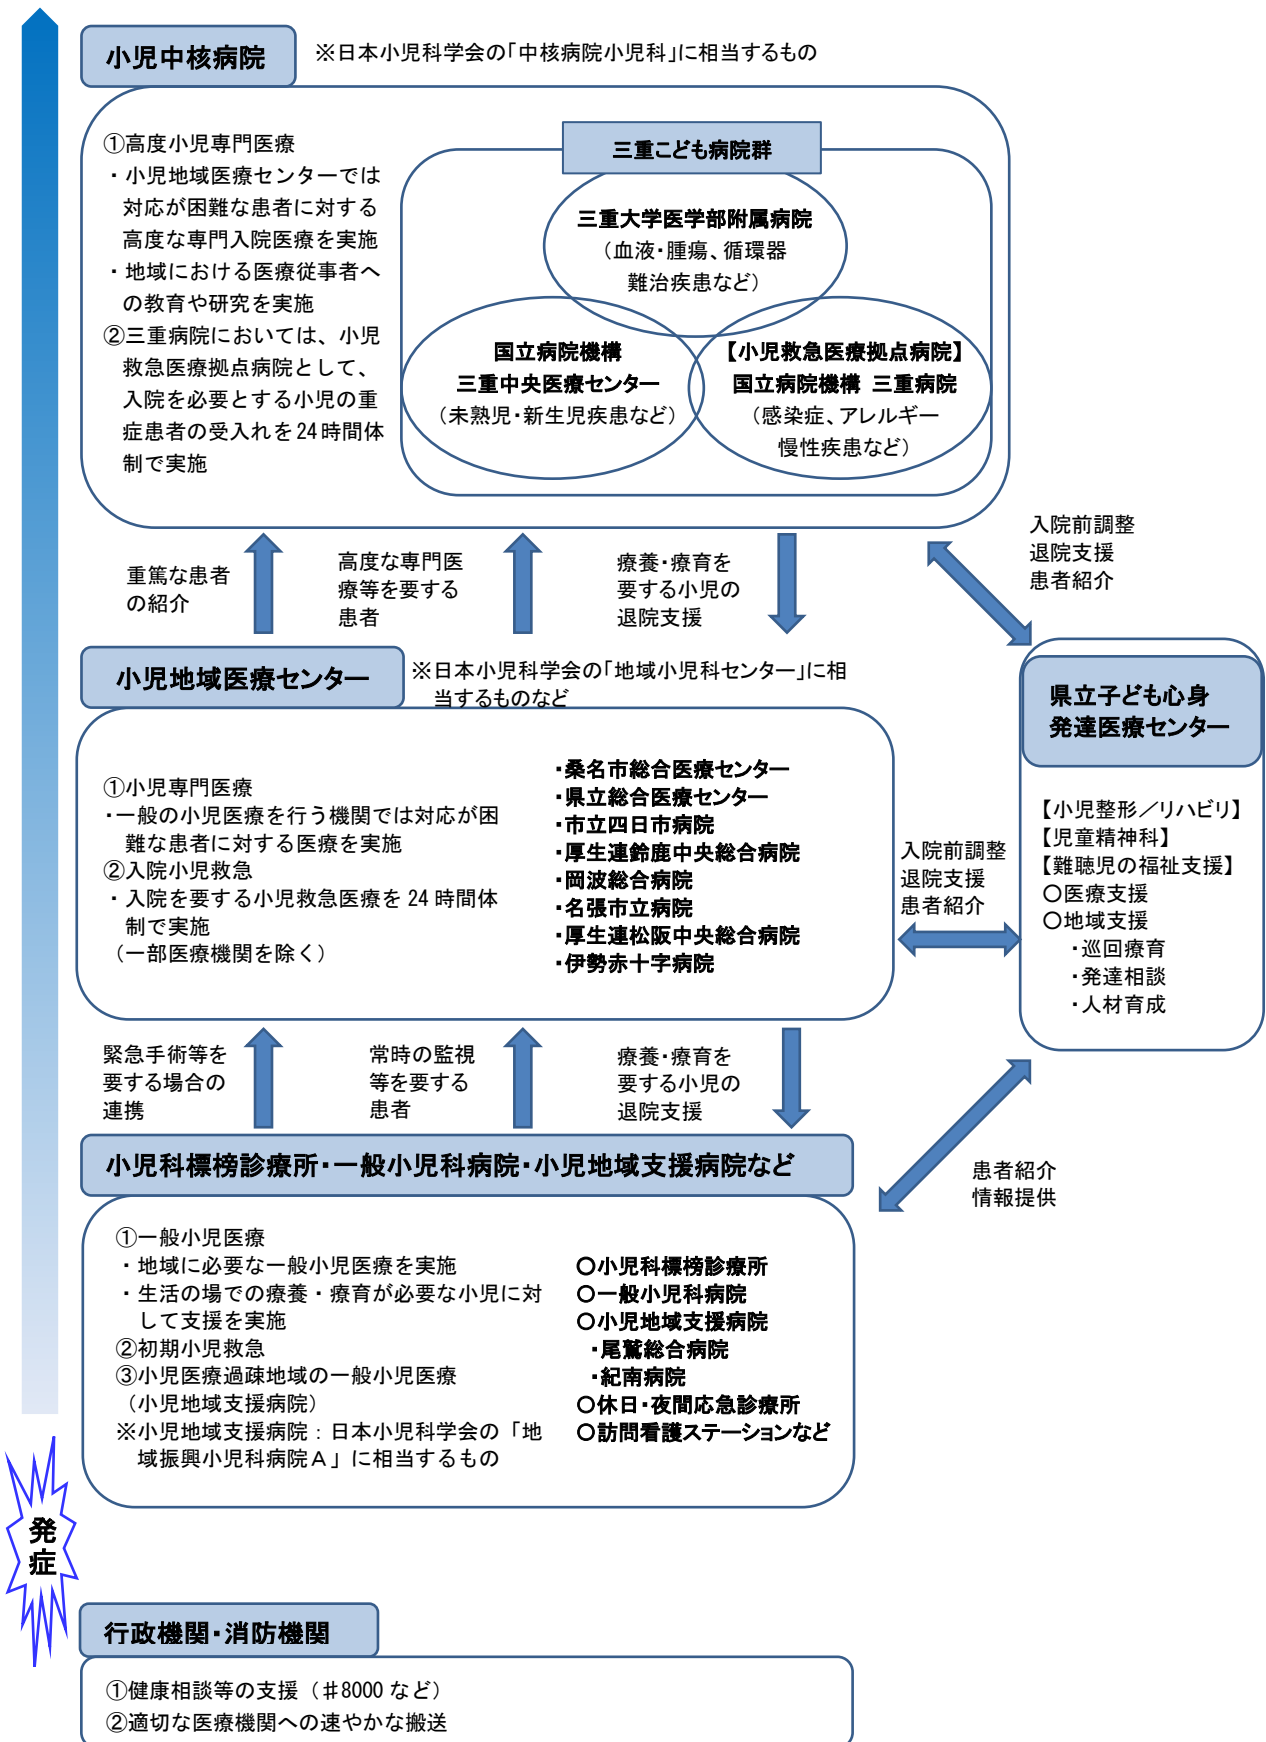 小児中核病院
※日本小児科学会の「中核病院小児科」に相当するもの
①高度小児専門医療
・小児地域医療センターでは
対応が困難な患者に対する
高度な専門入院医療を実施
・地域における医療従事者へ
の教育や研究を実施
②三重病院においては、小児
救急医療拠点病院として、
入院を必要とする小児の重
症患者の受入れを24時間体
制で実施
三重こども病院群
三重大学医学部附属病院
（血液・腫瘍、循環器
難治疾患など）
国立病院機構
三重中央医療センター
（未熟児・新生児疾患など）
【小児救急医療拠点病院】
国立病院機構 三重病院
（感染症、アレルギー
慢性疾患など）
重篤な患者
の紹介
高度な専門医
療等を要する
患者
療養・療育を
要する小児の
退院支援
入院前調整
退院支援
患者紹介
小児地域医療センター
※日本小児科学会の「地域小児科センター」に相
当するものなど
①小児専門医療
・一般の小児医療を行う機関では対応が困
難な患者に対する医療を実施
②入院小児救急
・入院を要する小児救急医療を 24 時間体
制で実施
（一部医療機関を除く）
・桑名市総合医療センター
・県立総合医療センター
・市立四日市病院
・厚生連鈴鹿中央総合病院
・岡波総合病院
・名張市立病院
・厚生連松阪中央総合病院
・伊勢赤十字病院
入院前調整
退院支援
患者紹介
県立子ども心身
発達医療センター
【小児整形／リハビリ】
【児童精神科】
【難聴児の福祉支援】
○医療支援
○地域支援
・巡回療育
・発達相談
・人材育成
緊急手術等を
要する場合の
連携
常時の監視
等を要する
患者
療養・療育を
要する小児の
退院支援
患者紹介
情報提供
小児科標榜診療所・一般小児科病院・小児地域支援病院など
①一般小児医療
・地域に必要な一般小児医療を実施
・生活の場での療養・療育が必要な小児に対
して支援を実施
②初期小児救急
③小児医療過疎地域の一般小児医療
（小児地域支援病院）
※小児地域支援病院：日本小児科学会の「地
域振興小児科病院Ａ」に相当するもの
○小児科標榜診療所
○一般小児科病院
○小児地域支援病院
・尾鷲総合病院
・紀南病院
○休日・夜間応急診療所
○訪問看護ステーションなど
発
症
行政機関・消防機関
①健康相談等の支援（＃8000 など）
②適切な医療機関への速やかな搬送